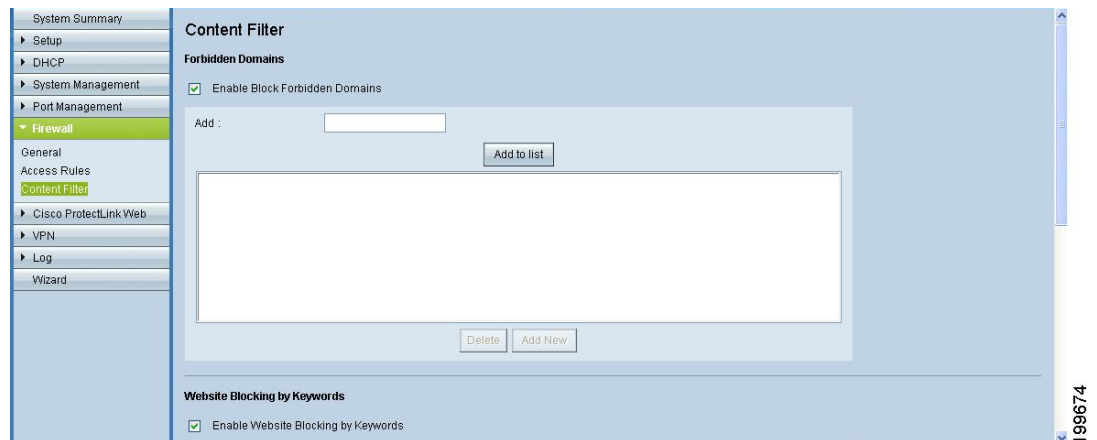 System Summary
Setup
DHCP
System Management
Port Management
Firewall
General
Access Rules
Content Filter
Cisco ProtectLink Web
VPN
Log
Wizard
Content Filter
Forbidden Domains
Enable Block Forbidden Domains
Add :
Add to list
Delete Add New
Website Blocking by Keywords
Enable Website Blocking by Keywords
199674